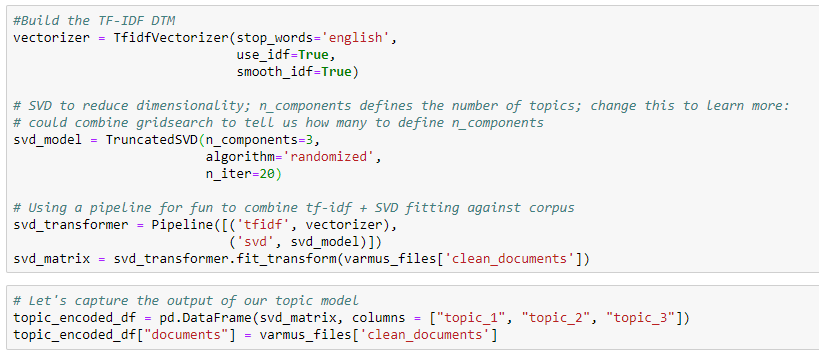 #Build the TF-IDF DTM
vectorizer = TfidfVectorizer(stop_words='english',
                             use_idf=True,
                             smooth_idf=True)

# SVD to reduce dimensionality; n_components defines the number of topics; change this to learn more:
# could combine gridsearch to tell us how many to define n_components
svd_model = TruncatedSVD(n_components=3,
                         algorithm='randomized',
                         n_iter=20)

# Using a pipeline for fun to combine tf-idf + SVD fitting against corpus
svd_transformer = Pipeline([('tfidf', vectorizer),
                            ('svd', svd_model)])
svd_matrix = svd_transformer.fit_transform(varmus_files['clean_documents'])

# Let's capture the output of our topic model
topic_encoded_df = pd.DataFrame(svd_matrix, columns = ["topic_1", "topic_2", "topic_3"])
topic_encoded_df["documents"] = varmus_files['clean_documents']